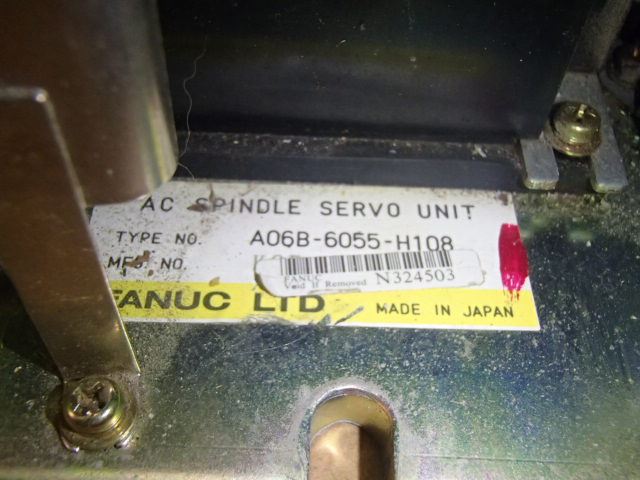 AC SPINDLE SERVO UNIT
TYPE NO. A06B-6055-H108
MFG. NO.
FANUC
Void If Removed N324503
FANUC LTD MADE IN JAPAN